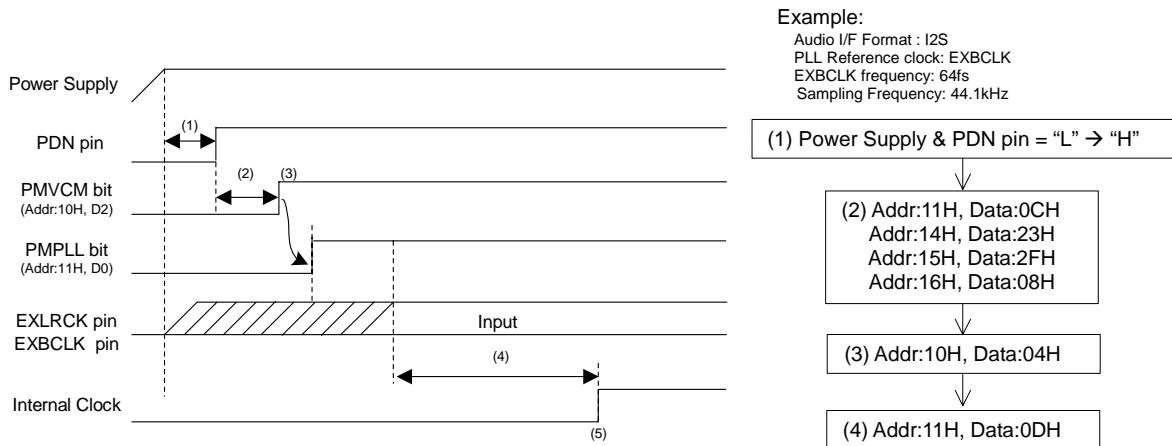 Example:
Audio I/F Format : I2S
PLL Reference clock: EXBCLK
EXBCLK frequency: 64fs
Sampling Frequency: 44.1kHz
Power Supply
(1)
PDN pin
(2)
(3)
PMVCM bit
(Addr:10H, D2)
PMPLL bit
(Addr:11H, D0)
EXLRCK pin
EXBCLK pin
Input
(4)
Internal Clock
(5)
(1) Power Supply & PDN pin = “L” → “H”
(2) Addr:11H, Data:0CH
Addr:14H, Data:23H
Addr:15H, Data:2FH
Addr:16H, Data:08H
(3) Addr:10H, Data:04H
(4) Addr:11H, Data:0DH